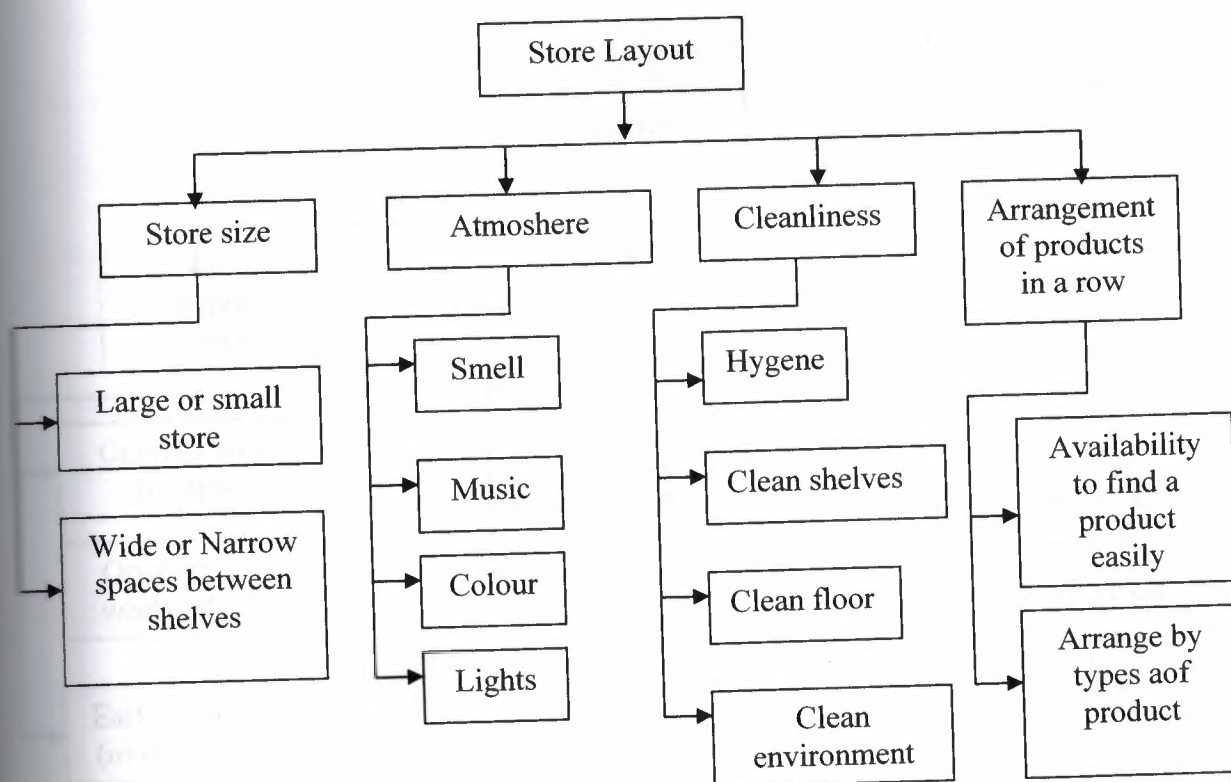 Store Layout
Store size
Atmoshere
Cleanliness
Arrangement
of products
in a row
Large or small
store
Wide or Narrow
spaces between
shelves
Smell
Music
Colour
Lights
Hygene
Clean shelves
Clean floor
Clean
environment
Availability
to find a
product
easily
Arrange by
types aof
product